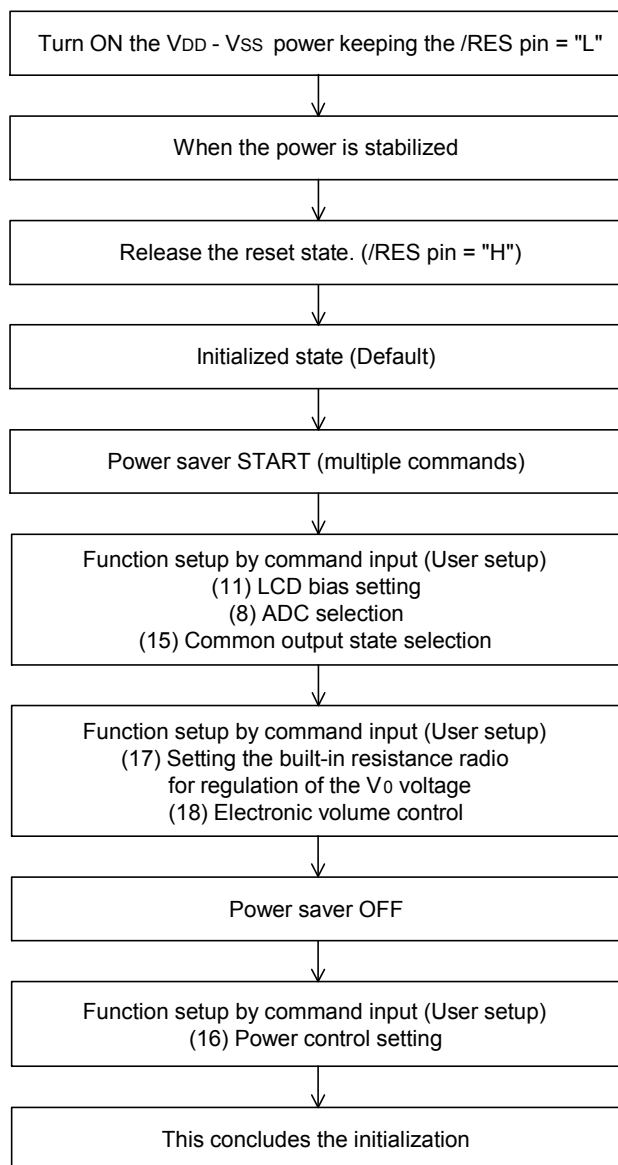 Turn ON the VDD - VSS power keeping the /RES pin = "L"
When the power is stabilized
Release the reset state. (/RES pin = "H")
Initialized state (Default)
Power saver START (multiple commands)
Function setup by command input (User setup)
(11) LCD bias setting
(8) ADC selection
(15) Common output state selection
Function setup by command input (User setup)
(17) Setting the built-in resistance radio
for regulation of the V0 voltage
(18) Electronic volume control
Power saver OFF
Function setup by command input (User setup)
(16) Power control setting
This concludes the initialization